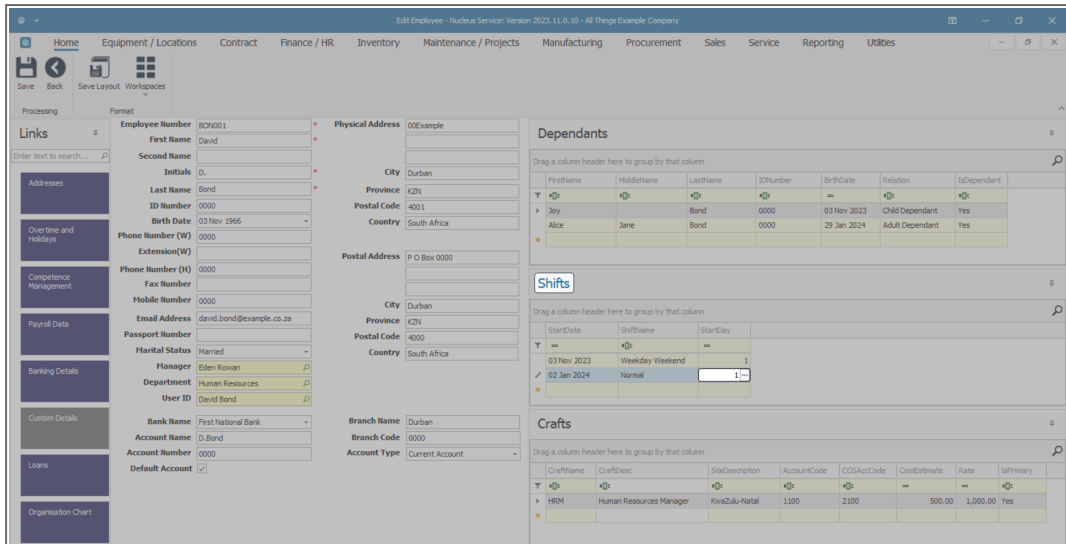 Edit Employee - Nucleus Service: Version 2023.11.0.10 - All Things Example Company
Home Equipment / Locations Contract Finance / HR Inventory Maintenance / Projects Manufacturing Procurement Sales Service Reporting Utilities
Save Back Save Layout Workspaces
Processing Format
Links
Enter text to search...
Addresses
Overtime and
Holidays
Competence
Management
Payroll Data
Banking Details
Custom Details
Loans
Organisation Chart
Employee Number BON001 *
First Name David *
Second Name
Initials D. *
Last Name Bond *
ID Number 0000
Birth Date 03 Nov 1966
Phone Number (W) 0000
Extension(W)
Phone Number (H) 0000
Fax Number
Mobile Number 0000
Email Address david.bond@example.co.za
Passport Number
Marital Status Married
Manager Eden Rowan
Department Human Resources
User ID David Bond
Bank Name First National Bank
Account Name D.Bond
Account Number 0000
Default Account
Physical Address 00Example
City Durban
Province KZN
Postal Code 4001
Country South Africa
Postal Address P O Box 0000
City Durban
Province KZN
Postal Code 4000
Country South Africa
Branch Name Durban
Branch Code 0000
Account Type Current Account
Dependants
Drag a column header here to group by that column
FirstName MiddleName LastName IDNumber BirthDate Relation IsDependant
Joy Bond 0000 03 Nov 2023 Child Dependant Yes
Alice Jane Bond 0000 29 Jan 2024 Adult Dependant Yes
Shifts
Drag a column header here to group by that column
StartDate ShiftName StartDay
03 Nov 2023 Weekday Weekend 1
02 Jan 2024 Normal 1 ...
Crafts
Drag a column header here to group by that column
CraftName CraftDesc SiteDescription AccountCode COSAccCode CostEstimate Rate IsPrimary
HRM Human Resources Manager KwaZulu-Natal 1100 2100 500.00 1,000.00 Yes